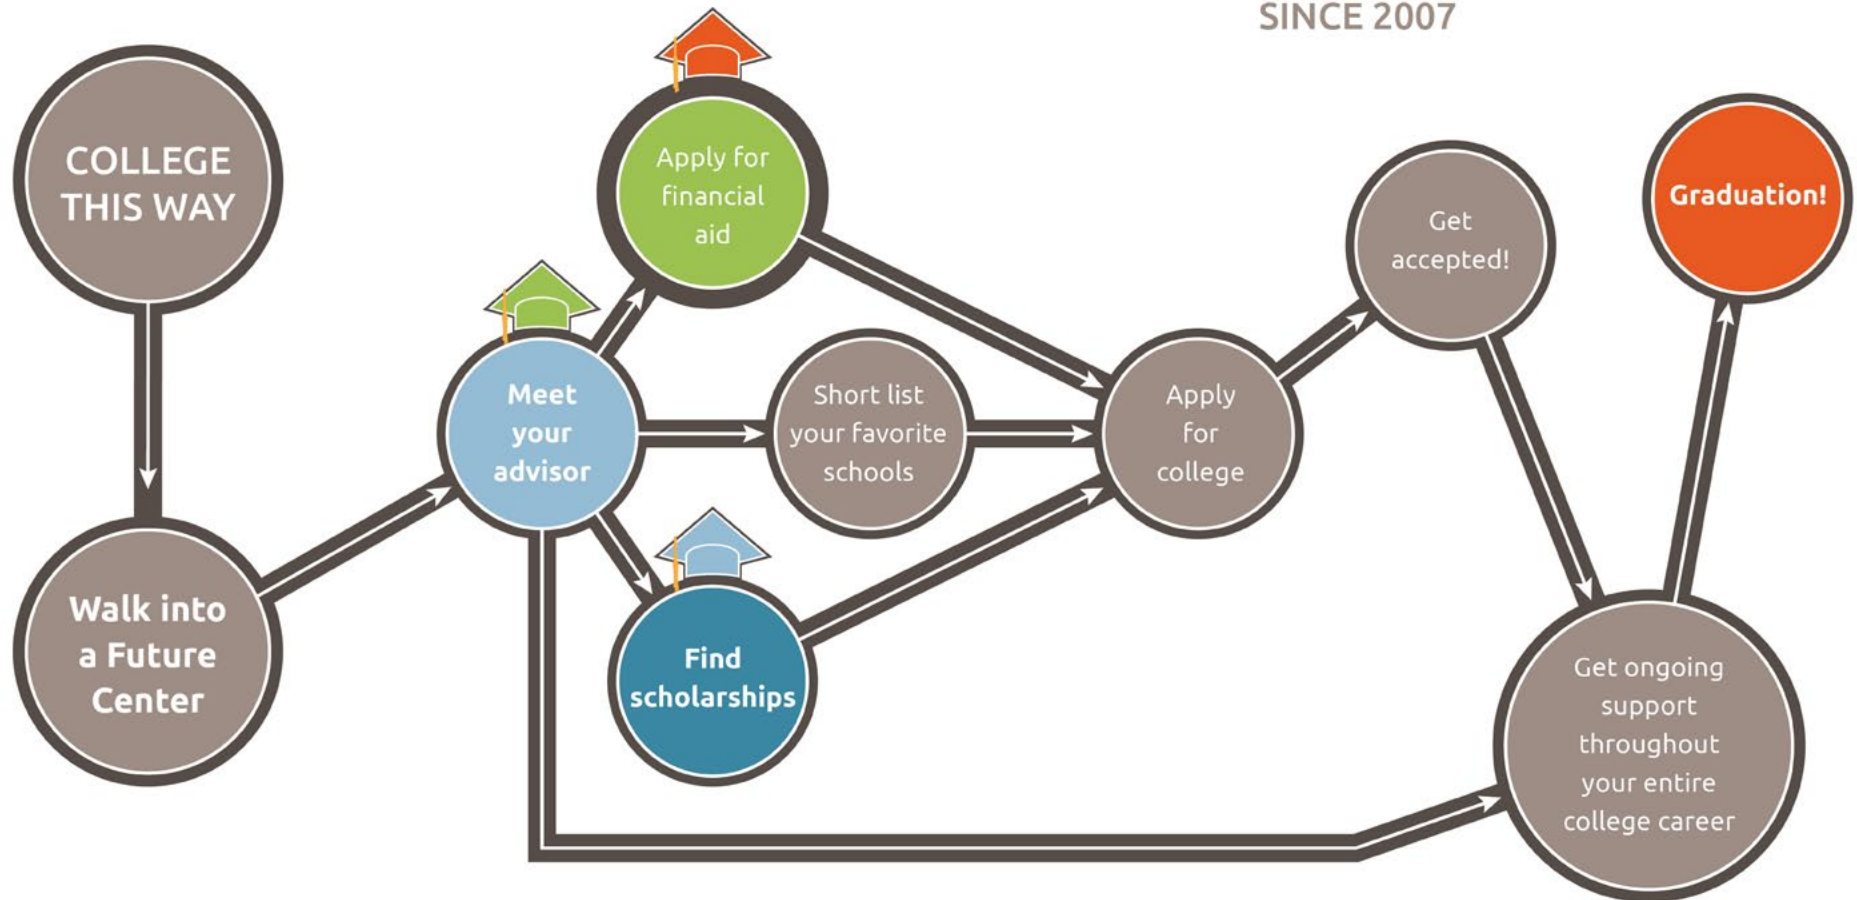 SINCE 2007
COLLEGE
THIS WAY
Walk into
a Future
Center
Meet
your
advisor
Apply for
financial
aid
Short list
your favorite
schools
Find
scholarships
Apply
for
college
Get
accepted!
Get ongoing
support
throughout
your entire
college career
Graduation!